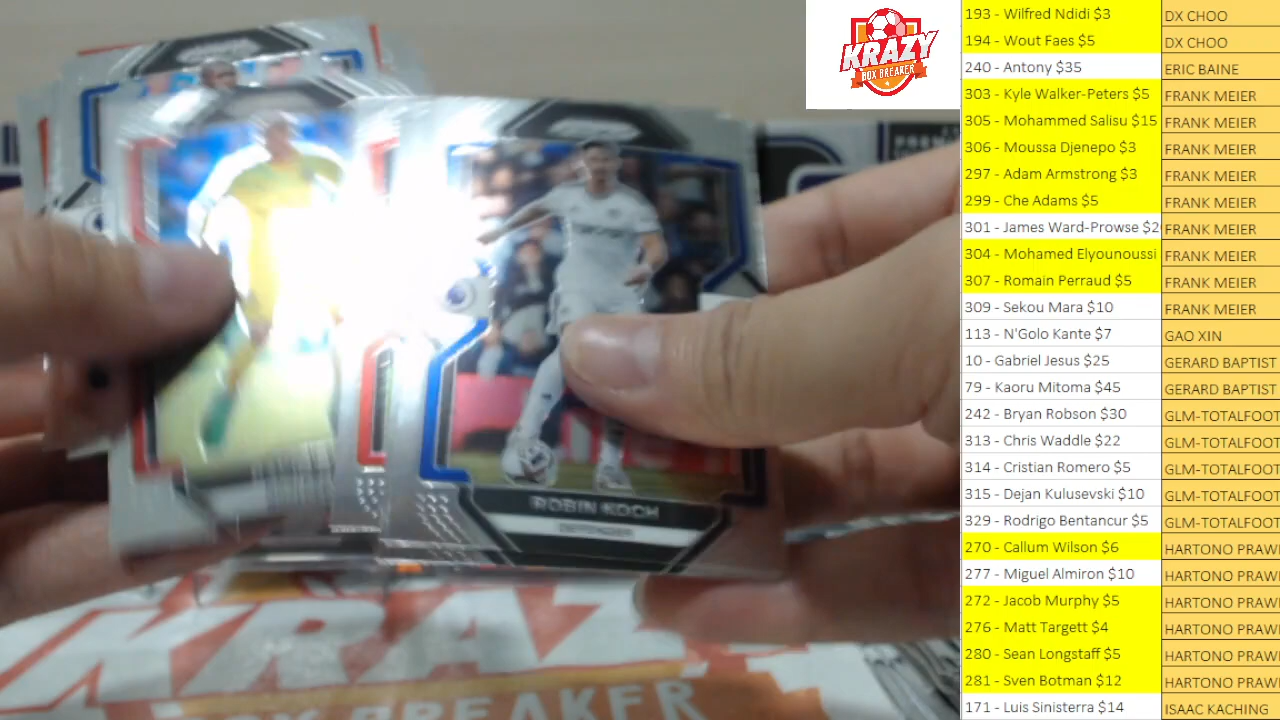 KRAZY
BOX BREAKER
ROBIN KOCH
DEFENDER
KRAZ
BOX BREAKER
193 - Wilfred Ndidi $3 DX CHOO
194 - Wout Faes $5 DX CHOO
240 - Antony $35 ERIC BAINE
303 - Kyle Walker-Peters $5 FRANK MEIER
305 - Mohammed Salisu $15 FRANK MEIER
306 - Moussa Djenepo $3 FRANK MEIER
297 - Adam Armstrong $3 FRANK MEIER
299 - Che Adams $5 FRANK MEIER
301 - James Ward-Prowse $2 FRANK MEIER
304 - Mohamed Elyounoussi FRANK MEIER
307 - Romain Perraud $5 FRANK MEIER
309 - Sekou Mara $10 FRANK MEIER
113 - N'Golo Kante $7 GAO XIN
10 - Gabriel Jesus $25 GERARD BAPTIST
79 - Kaoru Mitoma $45 GERARD BAPTIST
242 - Bryan Robson $30 GLM-TOTALFOOT
313 - Chris Waddle $22 GLM-TOTALFOOT
314 - Cristian Romero $5 GLM-TOTALFOOT
315 - Dejan Kulusevski $10 GLM-TOTALFOOT
329 - Rodrigo Bentancur $5 GLM-TOTALFOOT
270 - Callum Wilson $6 HARTONO PRAWI
277 - Miguel Almiron $10 HARTONO PRAWI
272 - Jacob Murphy $5 HARTONO PRAWI
276 - Matt Targett $4 HARTONO PRAWI
280 - Sean Longstaff $5 HARTONO PRAWI
281 - Sven Botman $12 HARTONO PRAWI
171 - Luis Sinisterra $14 ISAAC KACHING